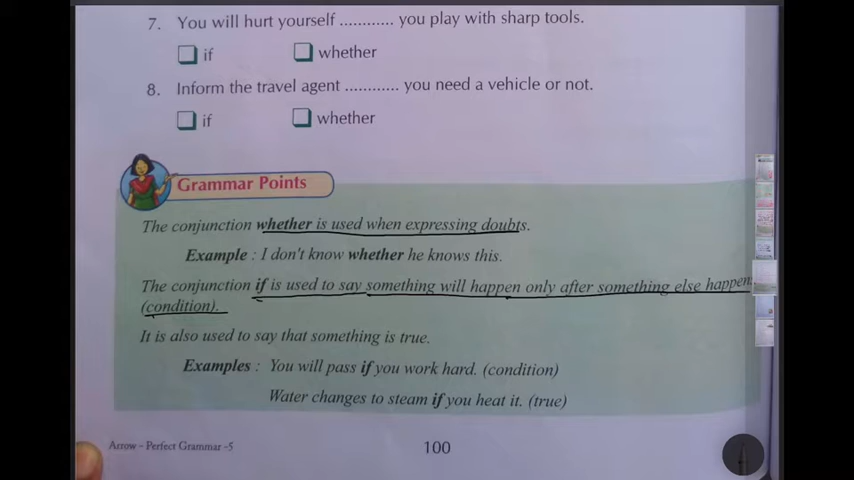 7. You will hurt yourself ............ you play with sharp tools.
if whether
8. Inform the travel agent ............ you need a vehicle or not.
if whether
Grammar Points
The conjunction whether is used when expressing doubts.
Example : I don't know whether he knows this.
The conjunction if is used to say something will happen only after something else happen
(condition).
It is also used to say that something is true.
Examples : You will pass if you work hard. (condition)
Water changes to steam if you heat it. (true)
Arrow - Perfect Grammar -5 100